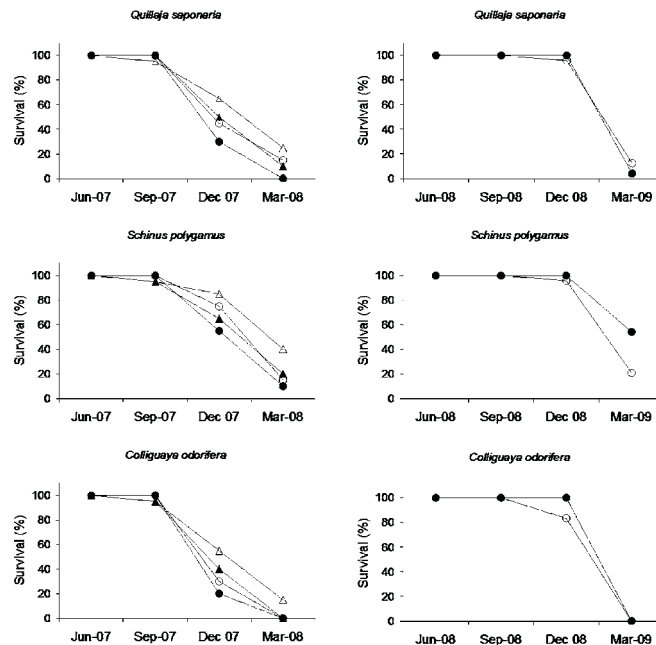 Quillaja saponaria
100
80
60
40
20
0
Survival (%)
Jun-07 Sep-07 Dec 07 Mar-08
Quillaja saponaria
100
80
60
40
20
0
Survival (%)
Jun-08 Sep-08 Dec 08 Mar-09
Schinus polygamus
100
80
60
40
20
0
Survival (%)
Jun-07 Sep-07 Dec 07 Mar-08
Schinus polygamus
100
80
60
40
20
0
Survival (%)
Jun-08 Sep-08 Dec 08 Mar-09
Colliguaya odorifera
100
80
60
40
20
0
Survival (%)
Jun-07 Sep-07 Dec 07 Mar-08
Colliguaya odorifera
100
80
60
40
20
0
Survival (%)
Jun-08 Sep-08 Dec 08 Mar-09